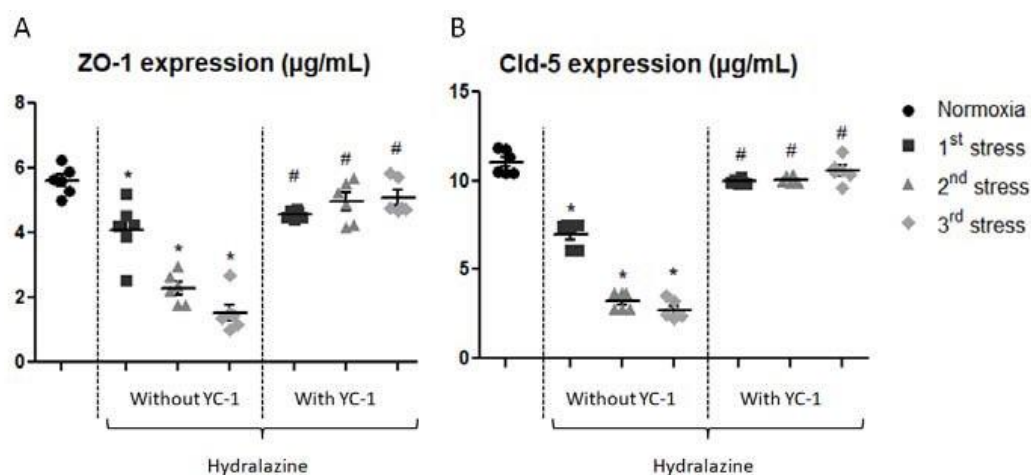 A
ZO-1 expression (µg/mL)
8
6
4
2
0
*
*
*
#
#
#
Without YC-1
With YC-1
Hydralazine
B
Cld-5 expression (µg/mL)
15
10
5
0
*
*
*
#
#
#
Without YC-1
With YC-1
Hydralazine
Normoxia
1st stress
2nd stress
3rd stress